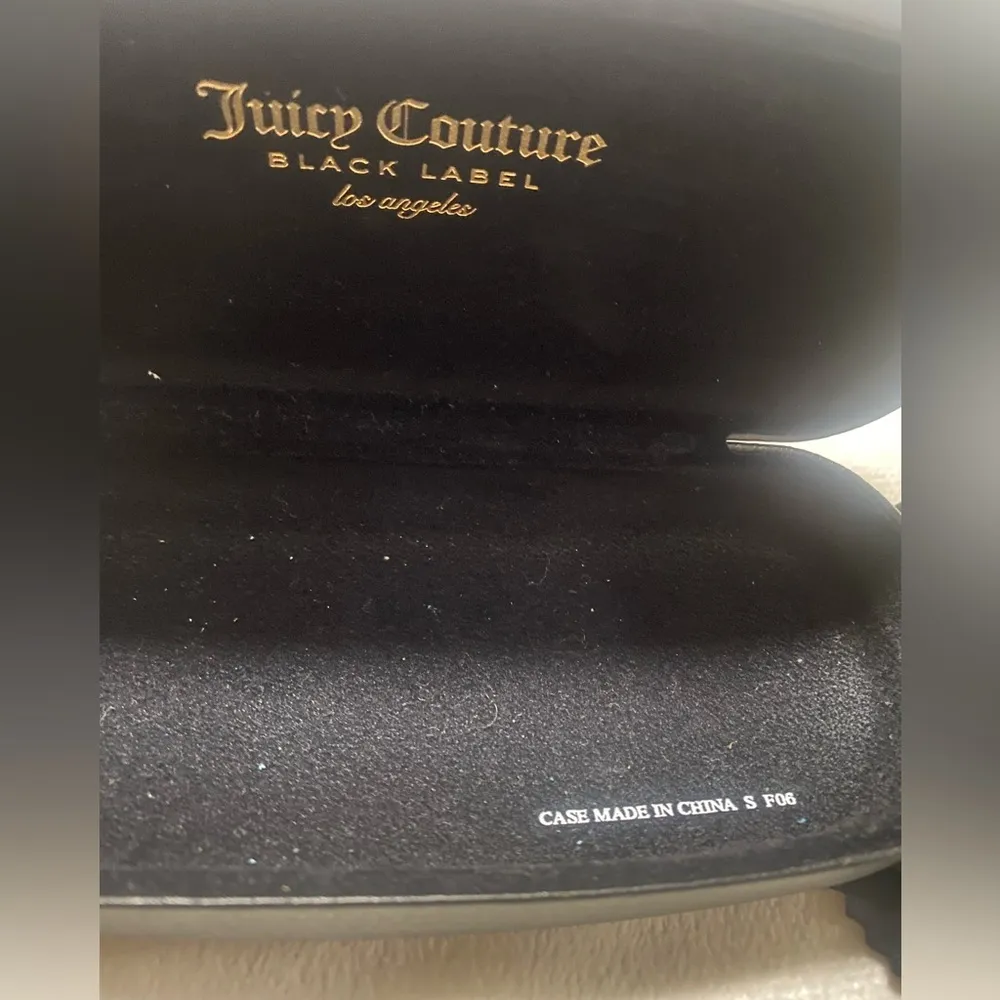 Juicy Couture
BLACK LABEL
los angeles
CASE MADE IN CHINA S F06